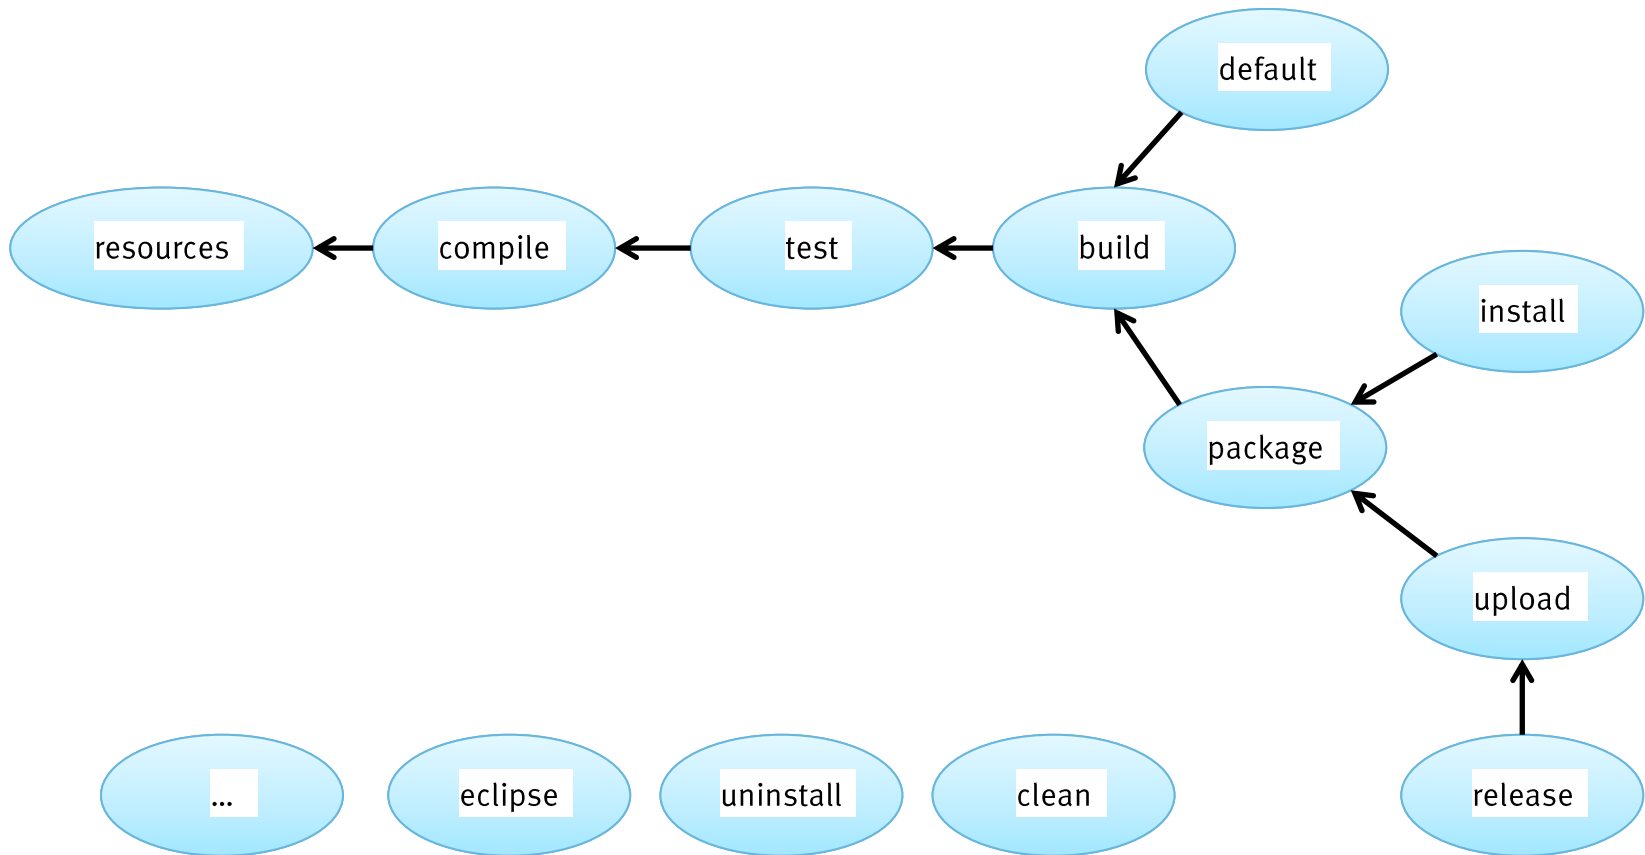 default
resources
compile
test
build
install
package
upload
...
eclipse
uninstall
clean
release